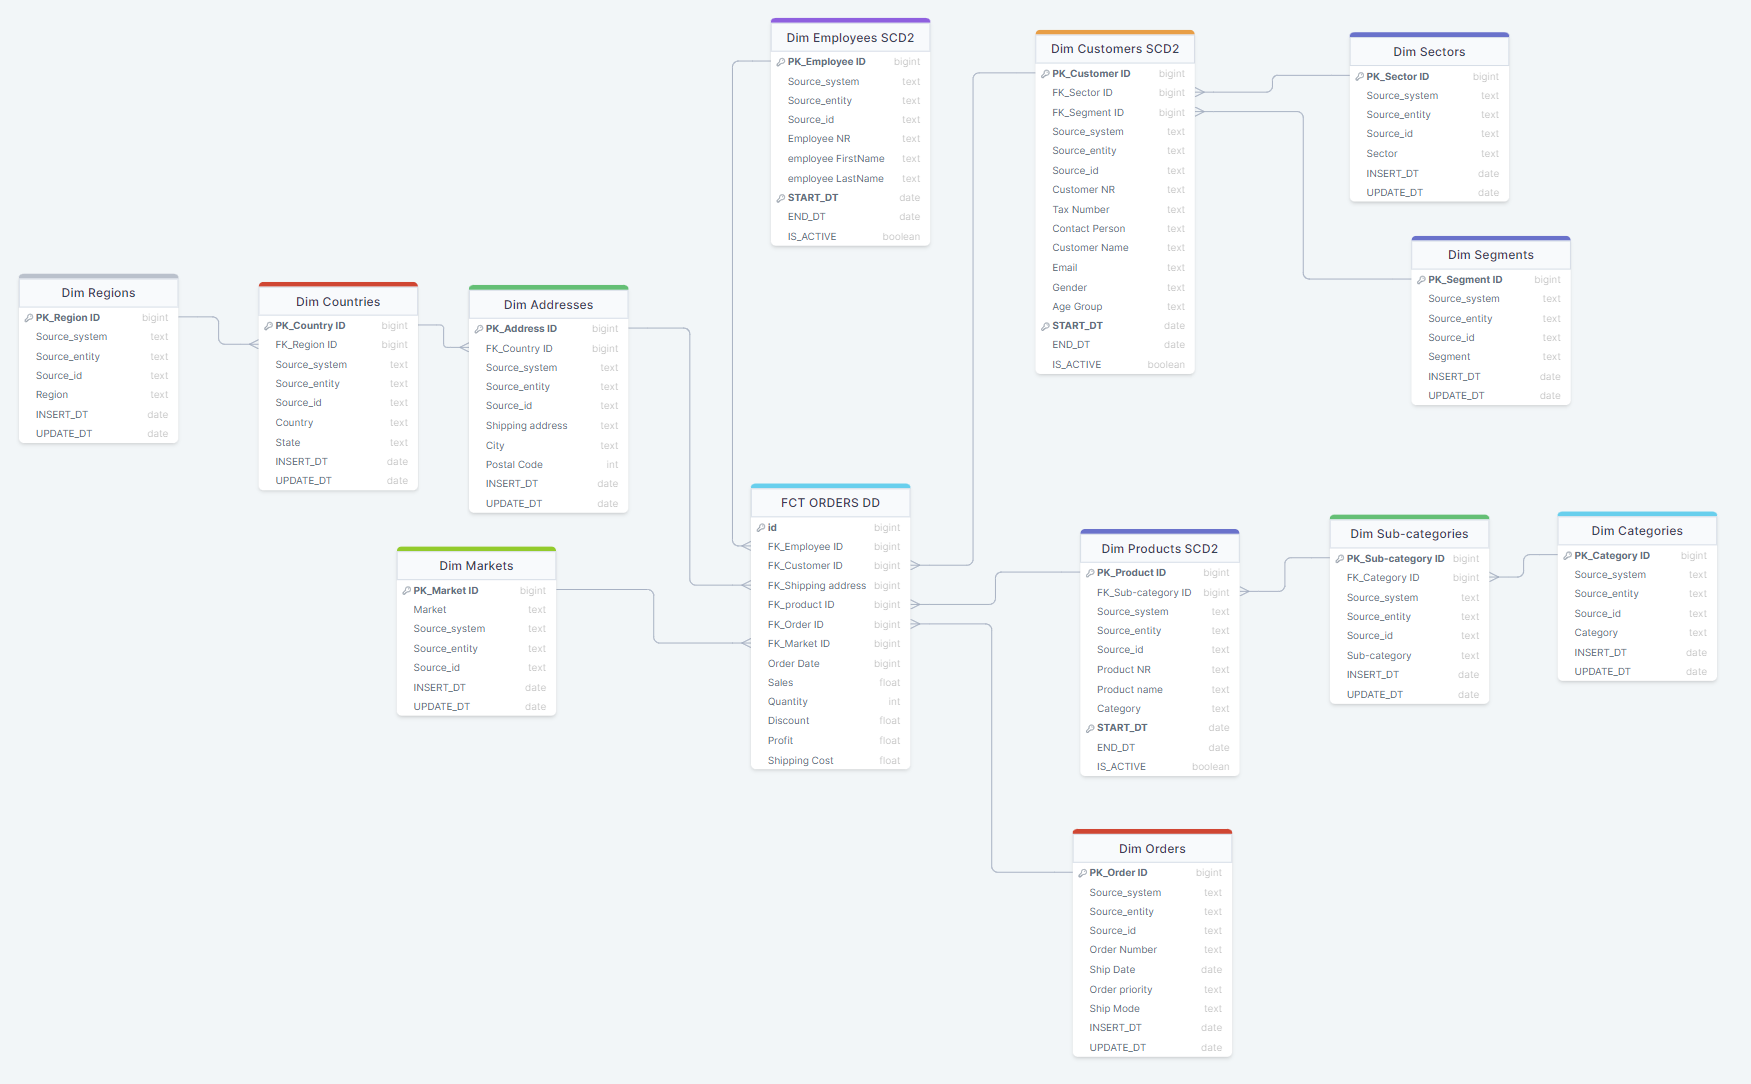 Dim Employees SCD2
PK_Employee ID bigint
Source_system text
Source_entity text
Source_id text
Employee NR text
employee FirstName text
employee LastName text
START_DT date
END_DT date
IS_ACTIVE boolean
Dim Customers SCD2
PK_Customer ID bigint
FK_Sector ID bigint
FK_Segment ID bigint
Source_system text
Source_entity text
Source_id text
Customer NR text
Tax Number text
Contact Person text
Customer Name text
Email text
Gender text
Age Group text
START_DT date
END_DT date
IS_ACTIVE boolean
Dim Sectors
PK_Sector ID bigint
Source_system text
Source_entity text
Source_id text
Sector text
INSERT_DT date
UPDATE_DT date
Dim Segments
PK_Segment ID bigint
Source_system text
Source_entity text
Source_id text
Segment text
INSERT_DT date
UPDATE_DT date
Dim Regions
PK_Region ID bigint
Source_system text
Source_entity text
Source_id text
Region text
INSERT_DT date
UPDATE_DT date
Dim Countries
PK_Country ID bigint
FK_Region ID bigint
Source_system text
Source_entity text
Source_id text
Country text
State text
INSERT_DT date
UPDATE_DT date
Dim Addresses
PK_Address ID bigint
FK_Country ID bigint
Source_system text
Source_entity text
Source_id text
Shipping address text
City text
Postal Code int
INSERT_DT date
UPDATE_DT date
Dim Markets
PK_Market ID bigint
Market text
Source_system text
Source_entity text
Source_id text
INSERT_DT date
UPDATE_DT date
FCT ORDERS DD
id bigint
FK_Employee ID bigint
FK_Customer ID bigint
FK_Shipping address bigint
FK_product ID bigint
FK_Order ID bigint
FK_Market ID bigint
Order Date bigint
Sales float
Quantity int
Discount float
Profit float
Shipping Cost float
Dim Products SCD2
PK_Product ID bigint
FK_Sub-category ID bigint
Source_system text
Source_entity text
Source_id text
Product NR text
Product name text
Category text
START_DT date
END_DT date
IS_ACTIVE boolean
Dim Sub-categories
PK_Sub-category ID bigint
FK_Category ID bigint
Source_system text
Source_entity text
Source_id text
Sub-category text
INSERT_DT date
UPDATE_DT date
Dim Categories
PK_Category ID bigint
Source_system text
Source_entity text
Source_id text
Category text
INSERT_DT date
UPDATE_DT date
Dim Orders
PK_Order ID bigint
Source_system text
Source_entity text
Source_id text
Order Number text
Ship Date date
Order priority text
Ship Mode text
INSERT_DT date
UPDATE_DT date